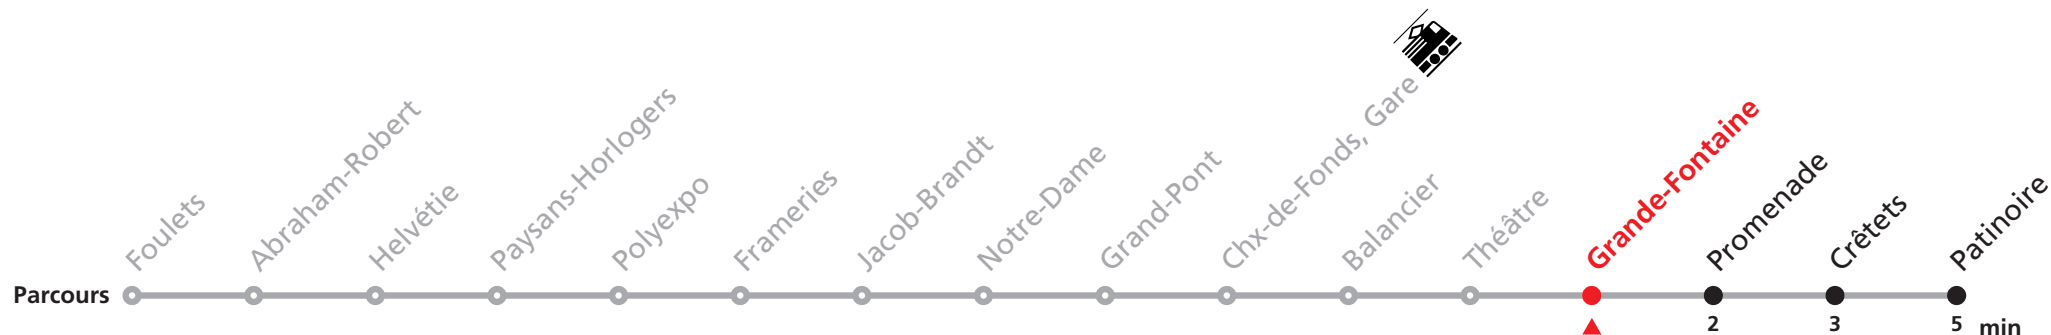 Foulets
Abraham-Robert
Helvétie
Paysans-Horlogers
Polyexpo
Frameries
Jacob-Brandt
Notre-Dame
Grand-Pont
Chx-de-Fonds, Gare
Balancier
Théâtre
Grande-Fontaine
Promenade
Crêtets
Patinoire
Parcours
2 3 5 min